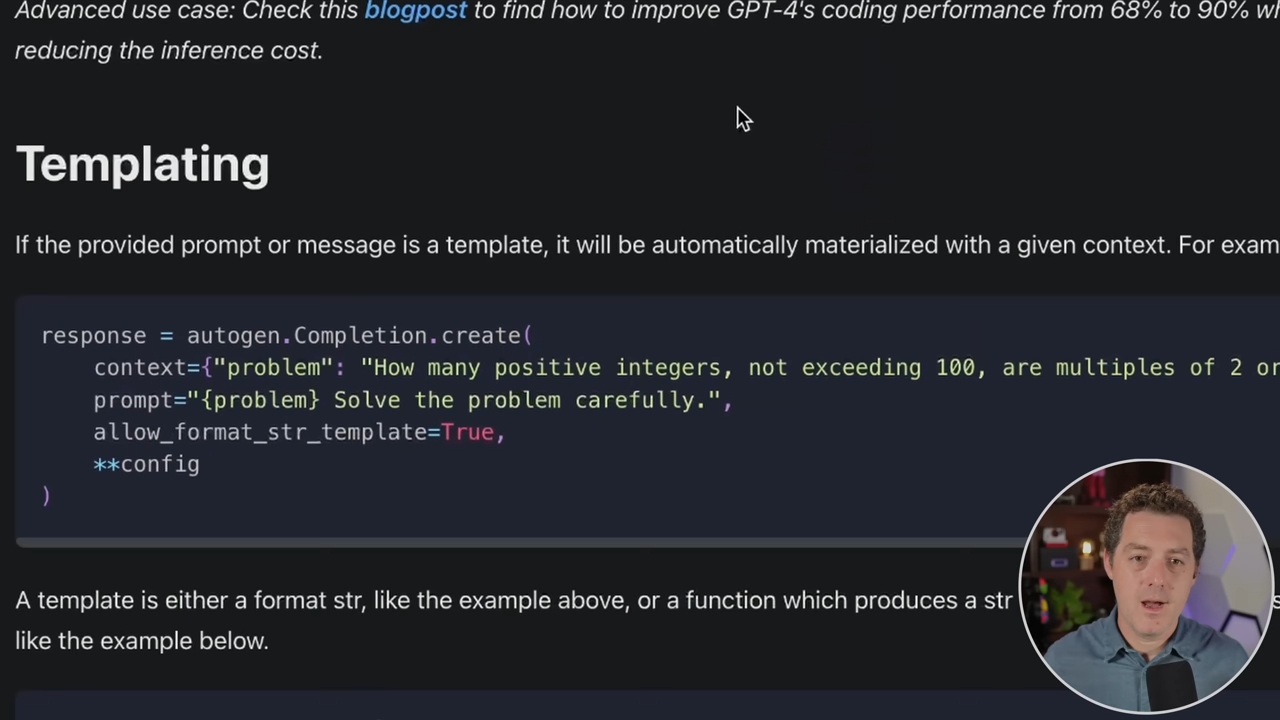 Advanced use case: Check this blogpost to find how to improve GPT-4's coding performance from 68% to 90% wh
reducing the inference cost.
Templating
If the provided prompt or message is a template, it will be automatically materialized with a given context. For exam
response = autogen.Completion.create(
    context={"problem": "How many positive integers, not exceeding 100, are multiples of 2 or
    prompt="{problem} Solve the problem carefully.",
    allow_format_str_template=True,
    **config
)
A template is either a format str, like the example above, or a function which produces a str
like the example below.